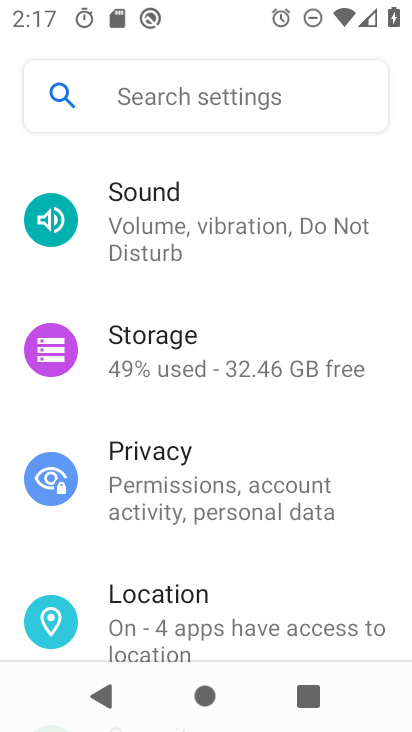 2:17
Search settings
Sound
Volume, vibration, Do Not
Disturb
Storage
49% used - 32.46 GB free
Privacy
Permissions, account
activity, personal data
Location
On - 4 apps have access to
location